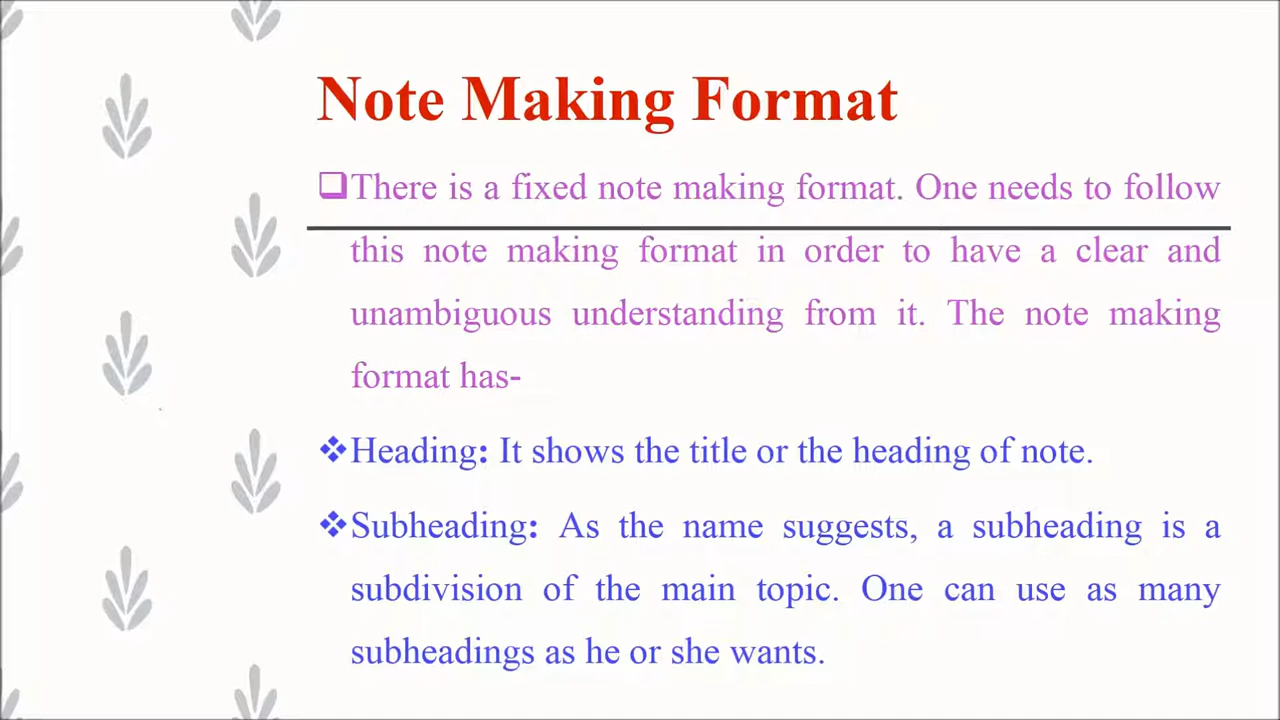 Note Making Format
❑There is a fixed note making format. One needs to follow
this note making format in order to have a clear and
unambiguous understanding from it. The note making
format has-
❖Heading: It shows the title or the heading of note.
❖Subheading: As the name suggests, a subheading is a
subdivision of the main topic. One can use as many
subheadings as he or she wants.